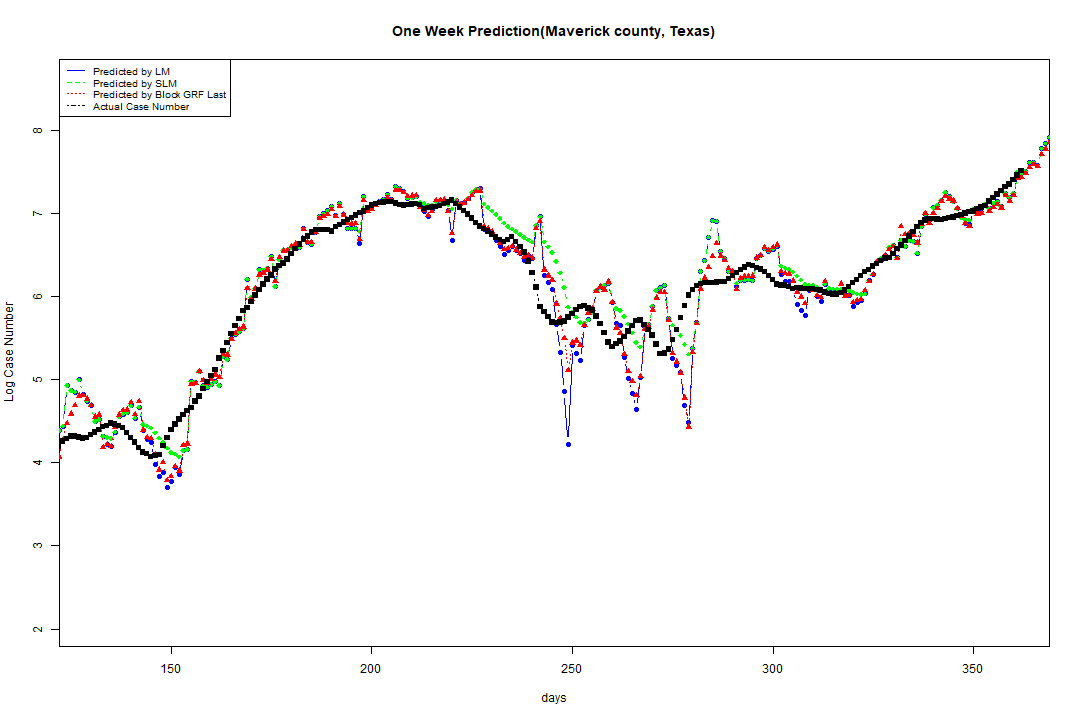 One Week Prediction(Maverick county, Texas)
Predicted by LM
Predicted by SLM
Predicted by Block GRF Last
Actual Case Number
8
7
6
5
4
3
2
Log Case Number
150 200 250 300 350
days